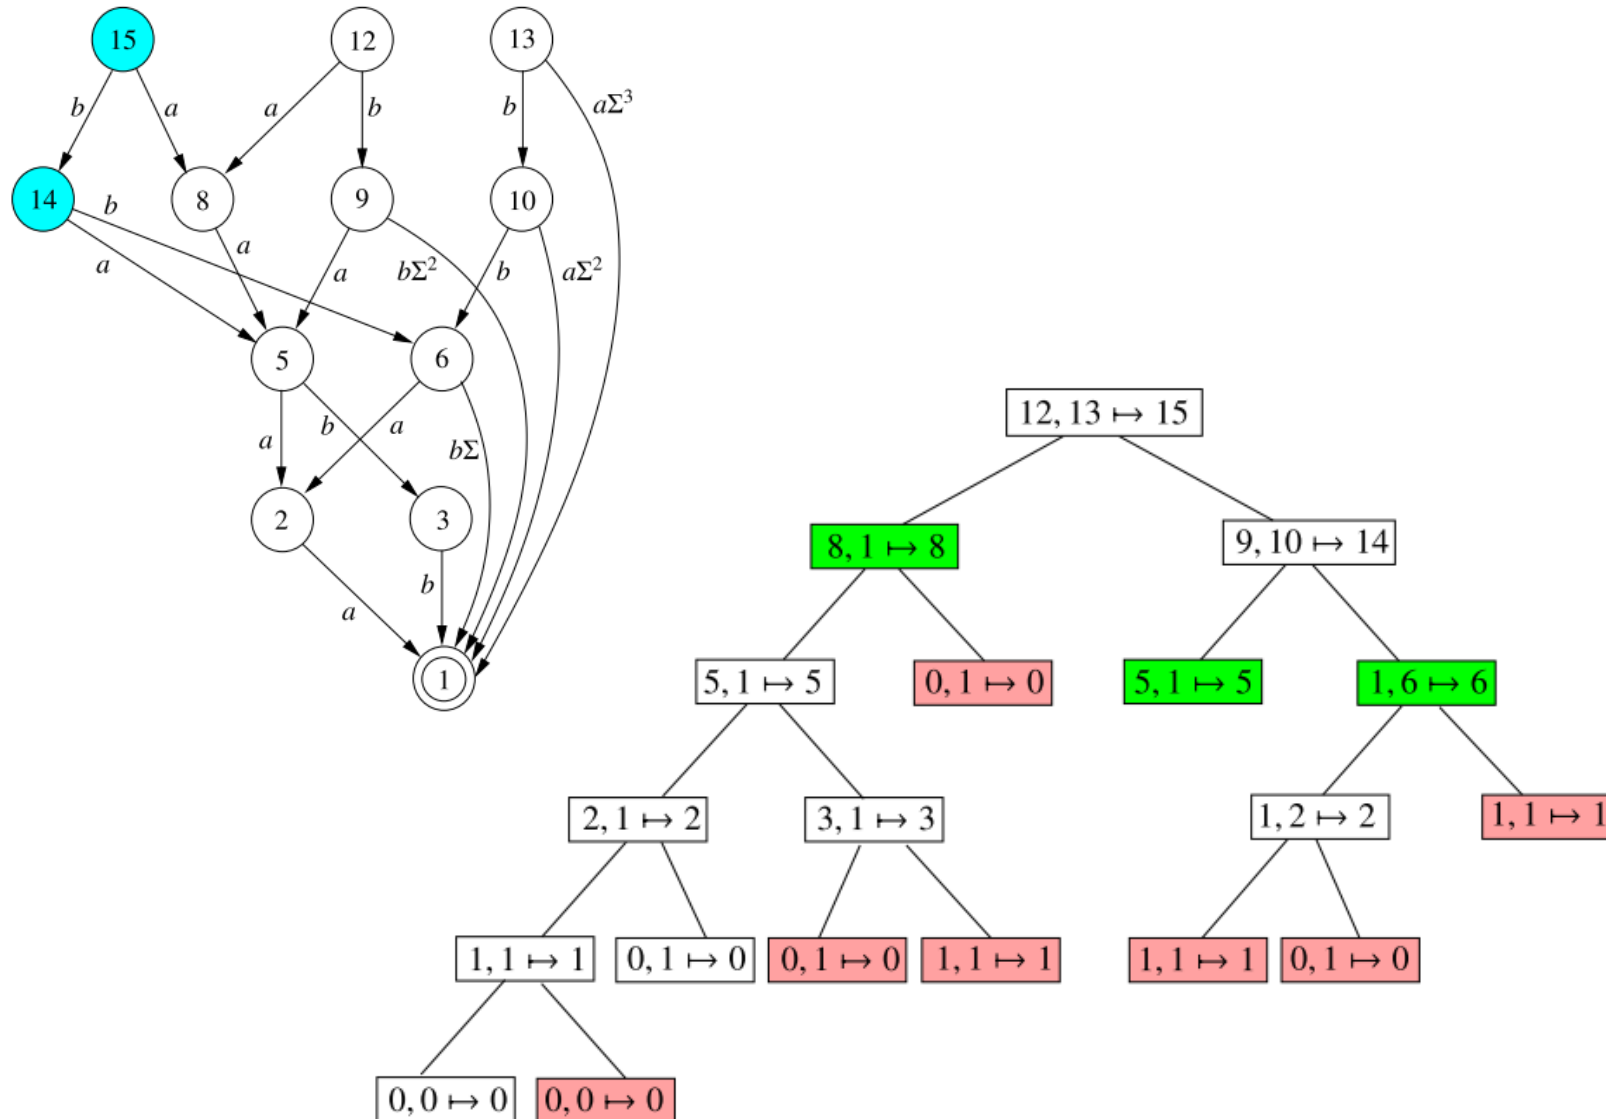 15 12 13
b a a b b aΣ³
14 8 9 10
b a a a bΣ² b aΣ²
5 6
a b a bΣ
2 3
a b
1
12, 13 ↦ 15
8, 1 ↦ 8 9, 10 ↦ 14
5, 1 ↦ 5 0, 1 ↦ 0 5, 1 ↦ 5 1, 6 ↦ 6
2, 1 ↦ 2 3, 1 ↦ 3 1, 2 ↦ 2 1, 1 ↦ 1
1, 1 ↦ 1 0, 1 ↦ 0 0, 1 ↦ 0 1, 1 ↦ 1 1, 1 ↦ 1 0, 1 ↦ 0
0, 0 ↦ 0 0, 0 ↦ 0